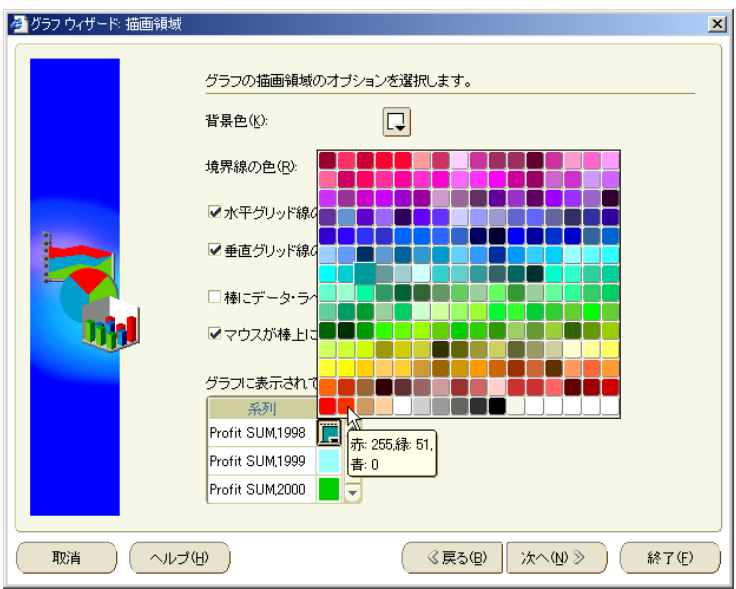 グラフ ウィザード: 描画領域
グラフの描画領域のオプションを選択します。
背景色(K):
境界線の色(R):
水平グリッド線の
垂直グリッド線の
棒にデータ・ラベ
マウスが棒上に
グラフに表示されて
系列
Profit SUM,1998
Profit SUM,1999
Profit SUM,2000
赤: 255,緑: 51,
青: 0
取消
ヘルプ(H)
戻る(B)
次へ(N)
終了(F)